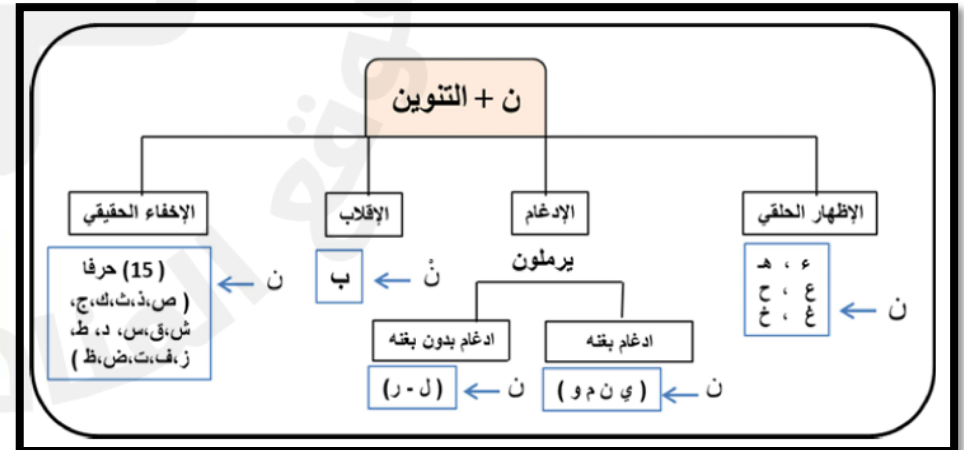 ن + التنوين
الإظهار الحلقي
ء ، هـ
ع ، ح
غ ، خ
ن
الإدغام
يرملون
ادغام بغنه
( ي ن م و )
ن
ادغام بدون بغنه
(ل - ر)
ن
الإقلاب
ب
نْ
الإخفاء الحقيقي
(15) حرفا
( ص،ذ،ث،ك،ج،
ش،ق،س، د، ط،
ز،ف،ت،ض،ظ )
ن